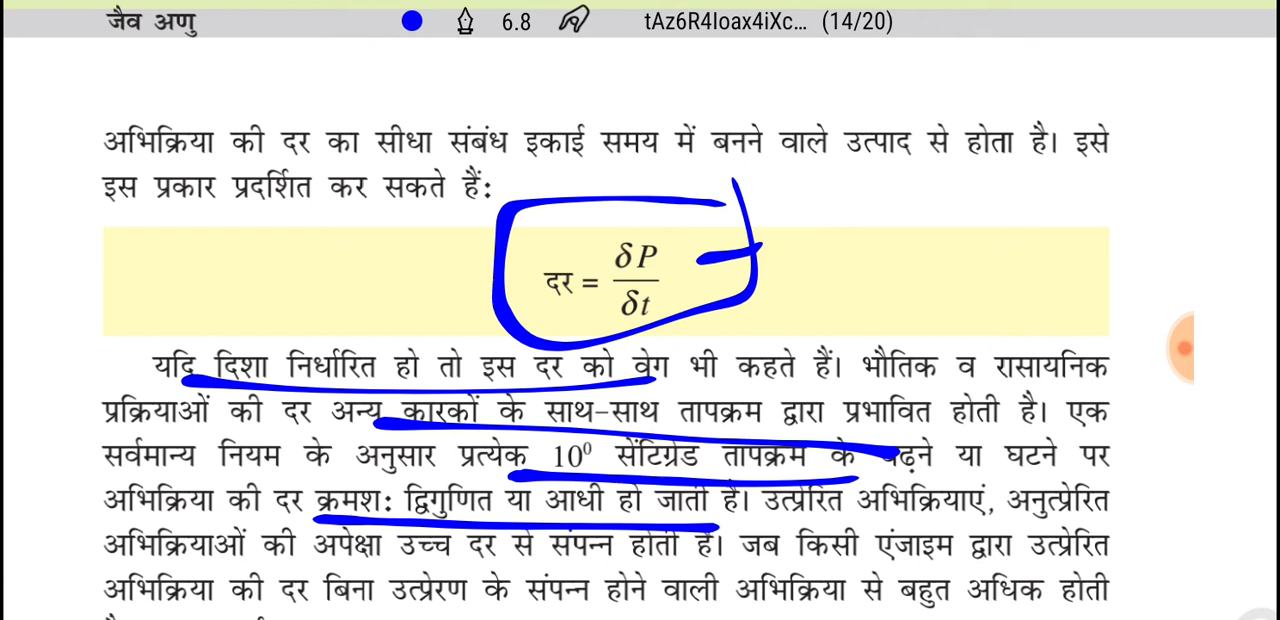 जैव अणु 6.8 tAz6R4Ioax4iXc... (14/20)
अभिक्रिया की दर का सीधा संबंध इकाई समय में बनने वाले उत्पाद से होता है। इसे
इस प्रकार प्रदर्शित कर सकते हैं:
दर = δP/δt
यदि दिशा निर्धारित हो तो इस दर को वेग भी कहते हैं। भौतिक व रासायनिक
प्रक्रियाओं की दर अन्य कारकों के साथ-साथ तापक्रम द्वारा प्रभावित होती है। एक
सर्वमान्य नियम के अनुसार प्रत्येक 10⁰ सेंटिग्रेड तापक्रम के बढ़ने या घटने पर
अभिक्रिया की दर क्रमश: द्विगुणित या आधी हो जाती है। उत्प्रेरित अभिक्रियाएं, अनुत्प्रेरित
अभिक्रियाओं की अपेक्षा उच्च दर से संपन्न होती हैं। जब किसी एंजाइम द्वारा उत्प्रेरित
अभिक्रिया की दर बिना उत्प्रेरण के संपन्न होने वाली अभिक्रिया से बहुत अधिक होती